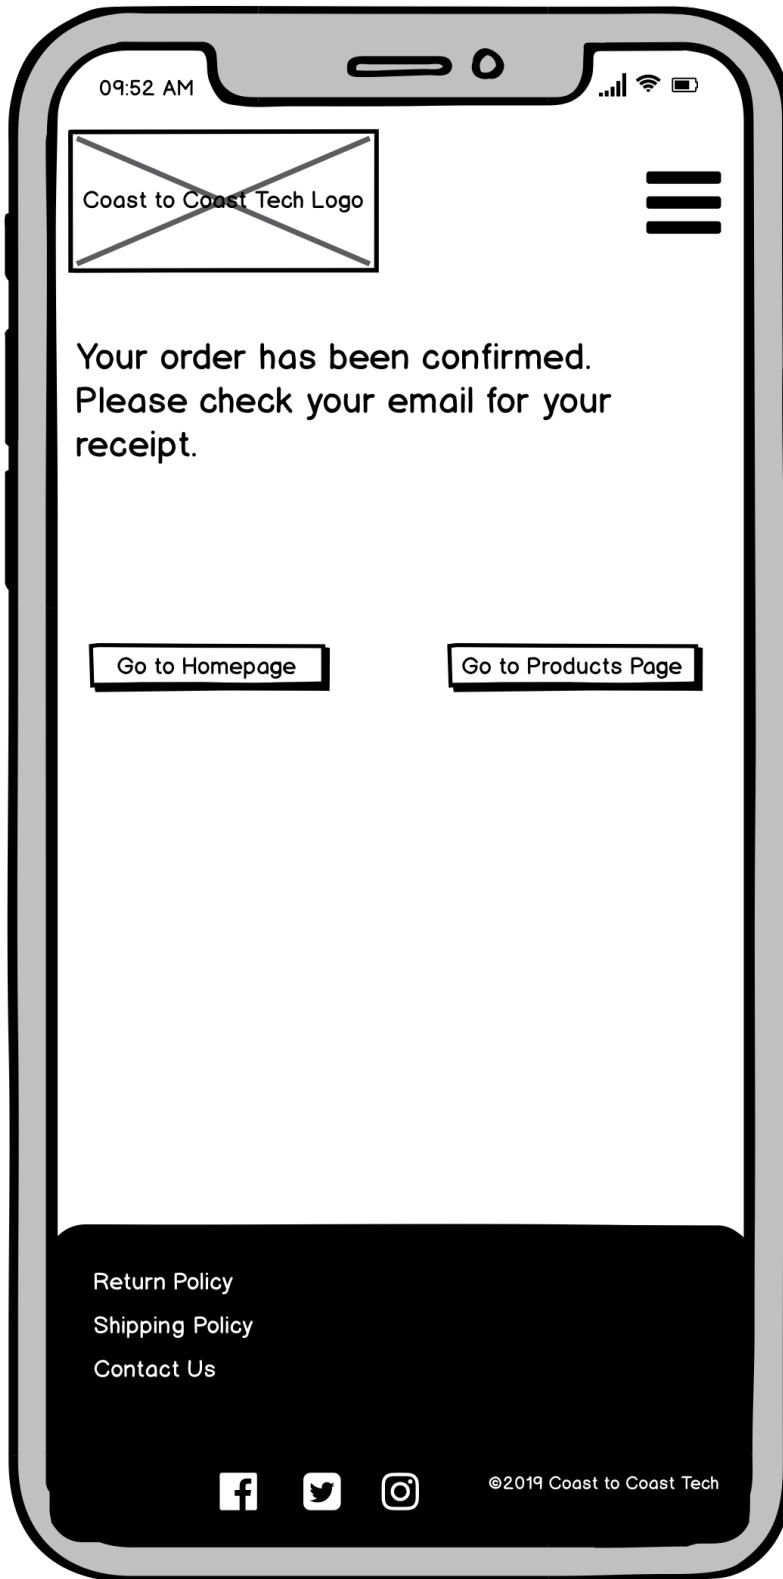 09:52 AM
Coast to Coast Tech Logo
Your order has been confirmed.
Please check your email for your
receipt.
Go to Homepage
Go to Products Page
Return Policy
Shipping Policy
Contact Us
©2019 Coast to Coast Tech